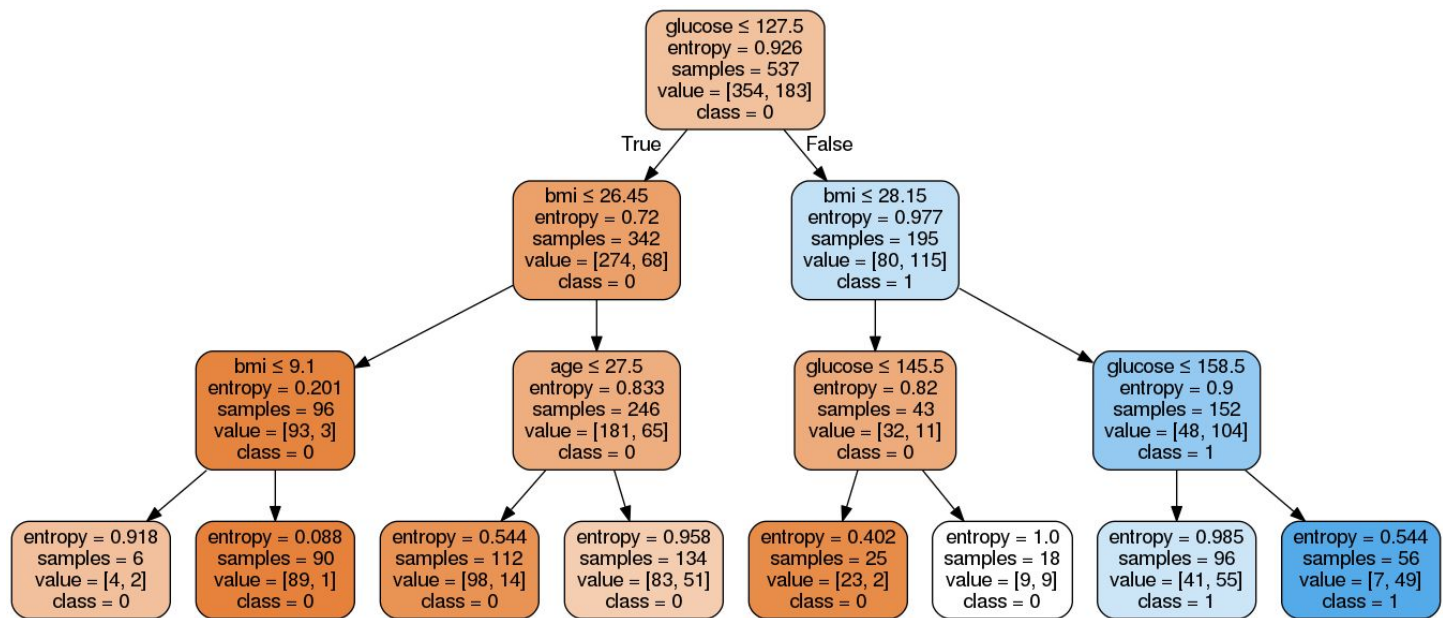 glucose ≤ 127.5
entropy = 0.926
samples = 537
value = [354, 183]
class = 0
True
False
bmi ≤ 26.45
entropy = 0.72
samples = 342
value = [274, 68]
class = 0
bmi ≤ 28.15
entropy = 0.977
samples = 195
value = [80, 115]
class = 1
bmi ≤ 9.1
entropy = 0.201
samples = 96
value = [93, 3]
class = 0
age ≤ 27.5
entropy = 0.833
samples = 246
value = [181, 65]
class = 0
glucose ≤ 145.5
entropy = 0.82
samples = 43
value = [32, 11]
class = 0
glucose ≤ 158.5
entropy = 0.9
samples = 152
value = [48, 104]
class = 1
entropy = 0.918
samples = 6
value = [4, 2]
class = 0
entropy = 0.088
samples = 90
value = [89, 1]
class = 0
entropy = 0.544
samples = 112
value = [98, 14]
class = 0
entropy = 0.958
samples = 134
value = [83, 51]
class = 0
entropy = 0.402
samples = 25
value = [23, 2]
class = 0
entropy = 1.0
samples = 18
value = [9, 9]
class = 0
entropy = 0.985
samples = 96
value = [41, 55]
class = 1
entropy = 0.544
samples = 56
value = [7, 49]
class = 1